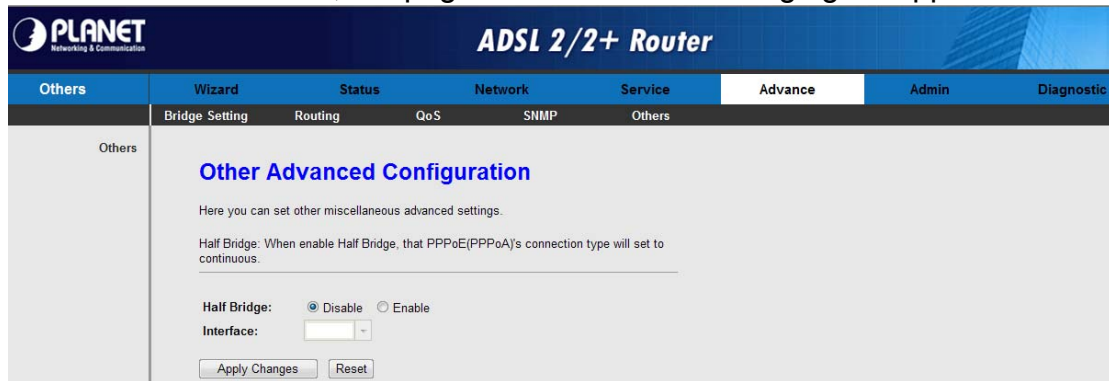 PLANET
Networking & Communication
ADSL 2/2+ Router
Others Wizard Status Network Service Advance Admin Diagnostic
Bridge Setting Routing QoS SNMP Others
Others
Other Advanced Configuration
Here you can set other miscellaneous advanced settings.
Half Bridge: When enable Half Bridge, that PPPoE(PPPoA)'s connection type will set to
continuous.
Half Bridge: Disable Enable
Interface:
Apply Changes Reset